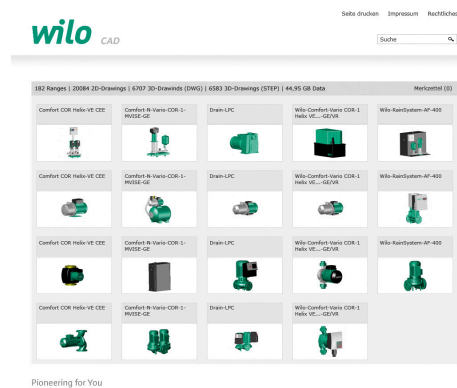 Seite drucken Impressum Rechtliches
wilo CAD
Suche
182 Ranges | 20084 2D-Drawings | 6707 3D-Drawinds (DWG) | 6583 3D-Drawings (STEP) | 44,95 GB Data Merkzettel (0)
Comfort COR Helix-VE CEE
Comfort-N-Vario-COR-1-
MVISE-GE
Drain-LPC
Wilo-Comfort-Vario COR-1
Helix VE...-GE/VR
Wilo-RainSystem-AF-400
Comfort COR Helix-VE CEE
Comfort-N-Vario-COR-1-
MVISE-GE
Drain-LPC
Wilo-Comfort-Vario COR-1
Helix VE...-GE/VR
Wilo-RainSystem-AF-400
Comfort COR Helix-VE CEE
Comfort-N-Vario-COR-1-
MVISE-GE
Drain-LPC
Wilo-Comfort-Vario COR-1
Helix VE...-GE/VR
Wilo-RainSystem-AF-400
Comfort COR Helix-VE CEE
Comfort-N-Vario-COR-1-
MVISE-GE
Drain-LPC
Wilo-Comfort-Vario COR-1
Helix VE...-GE/VR
Pioneering for You